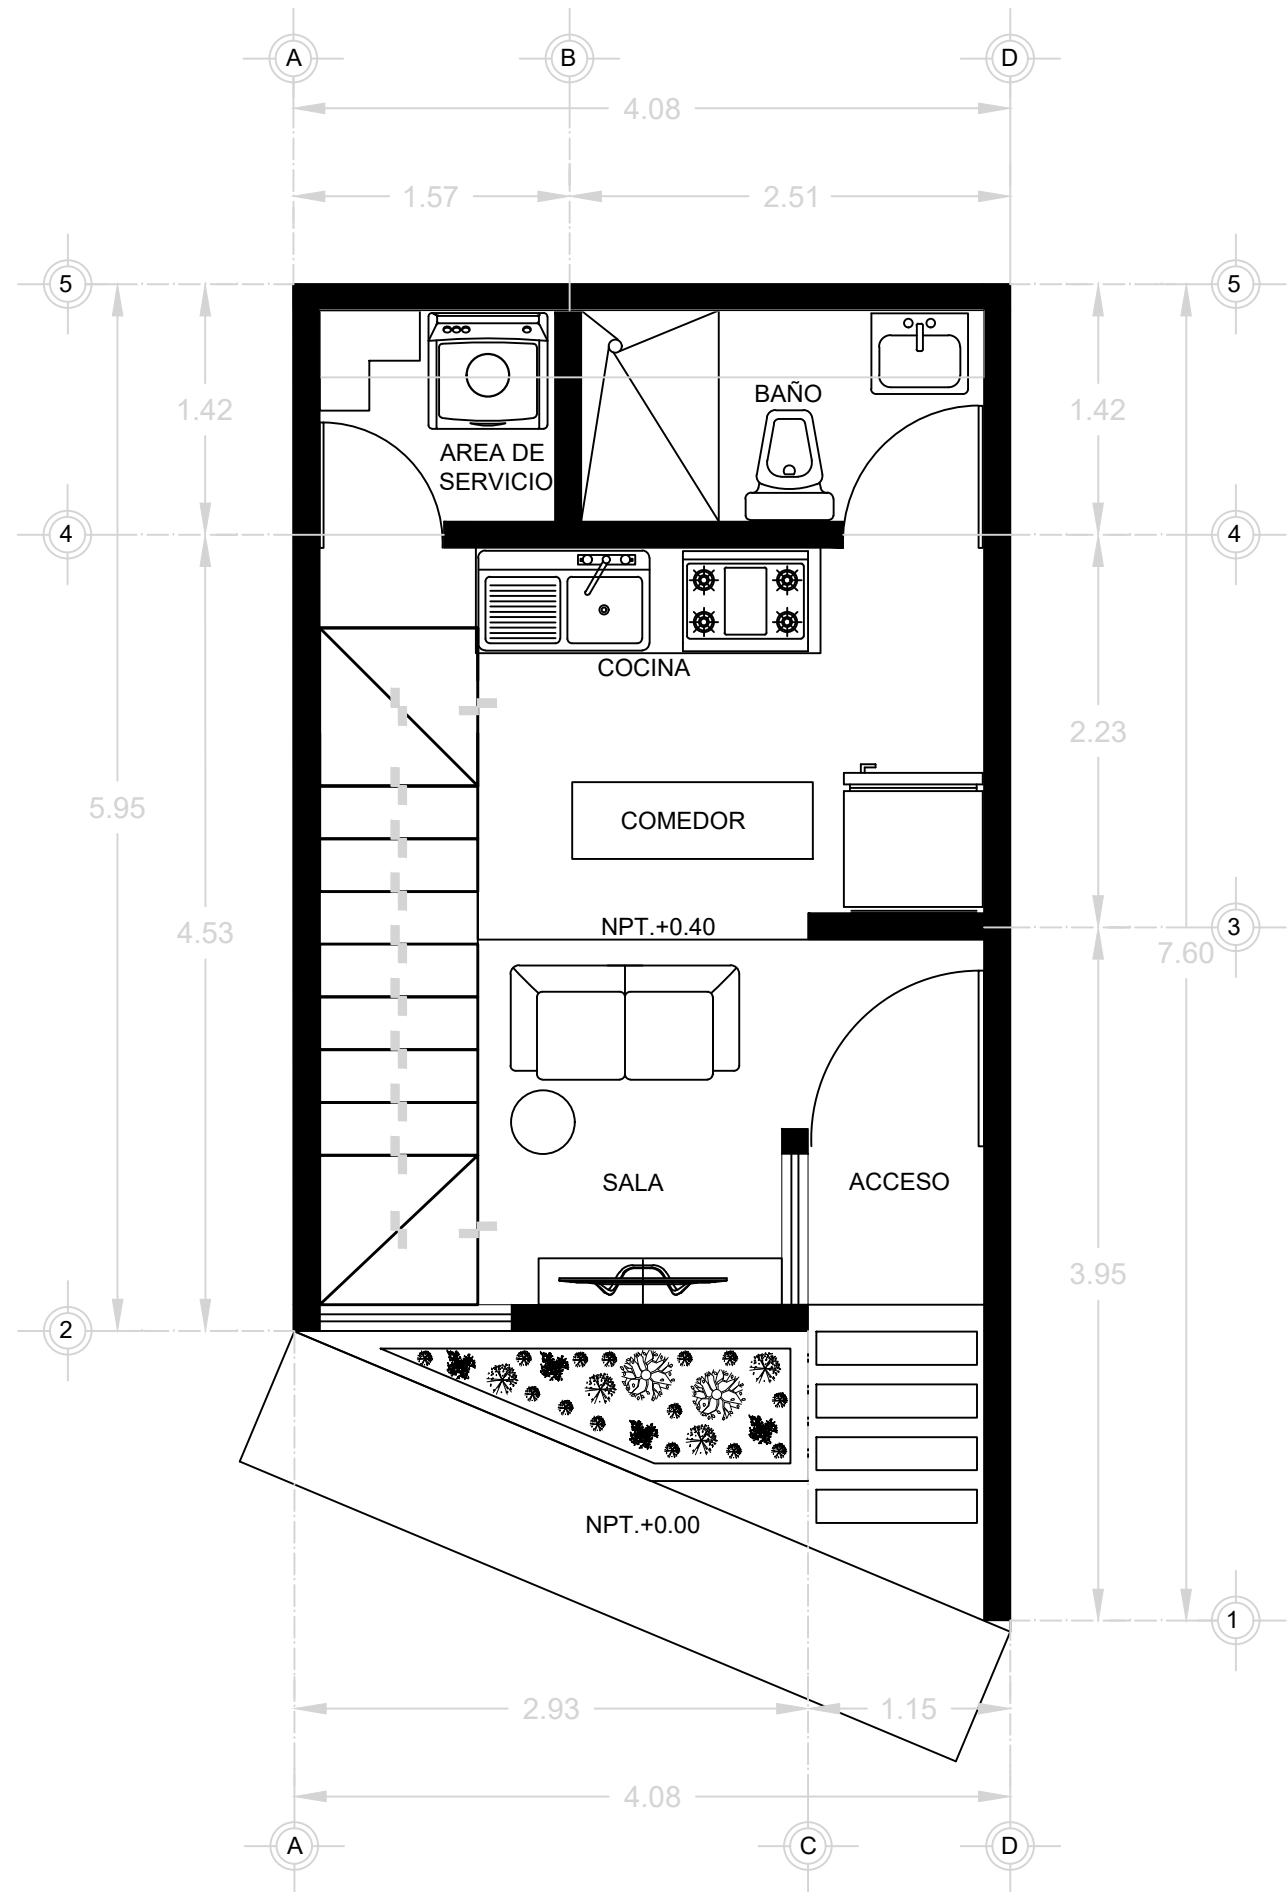 A
B
D
4.08
1.57
2.51
5
5
BAÑO
1.42
1.42
AREA DE
SERVICIO
4
4
COCINA
2.23
5.95
COMEDOR
NPT.+0.40
3
4.53
7.60
SALA
ACCESO
3.95
2
NPT.+0.00
1
2.93
1.15
4.08
A
C
D